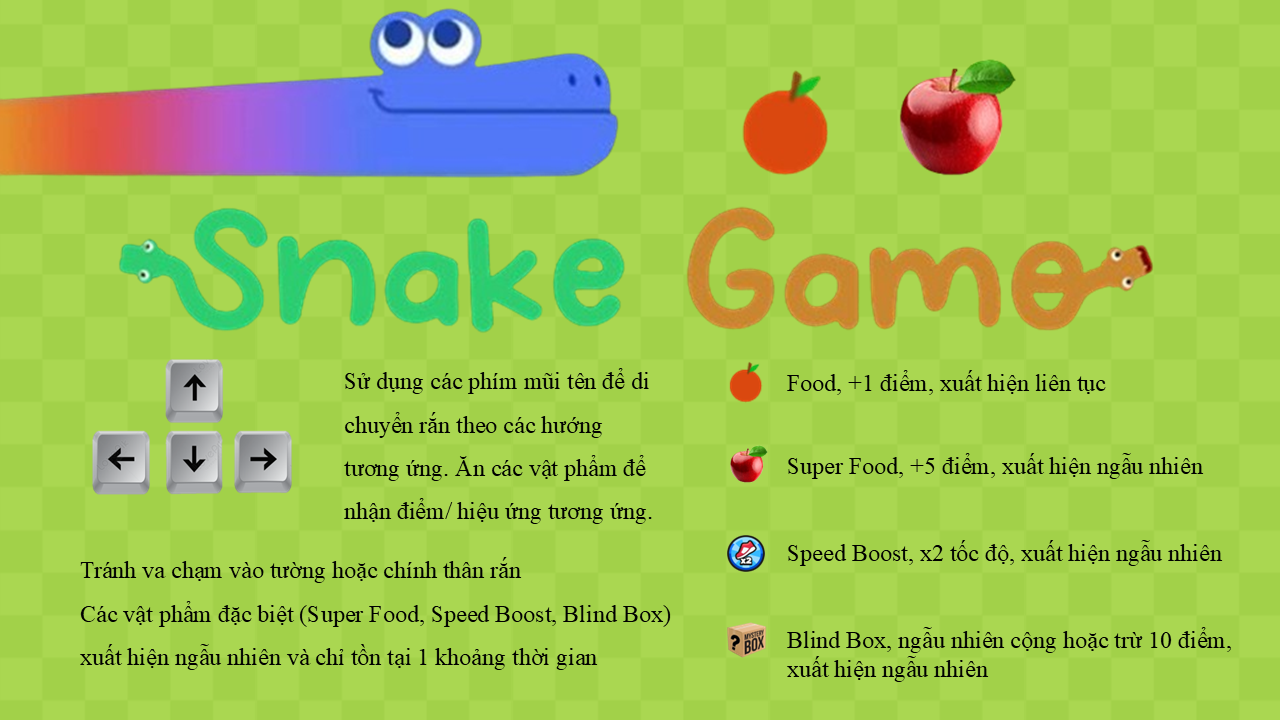 Snake Game
Sử dụng các phím mũi tên để di
chuyển rắn theo các hướng
tương ứng. Ăn các vật phẩm để
nhận điểm/ hiệu ứng tương ứng.
Tránh va chạm vào tường hoặc chính thân rắn
Các vật phẩm đặc biệt (Super Food, Speed Boost, Blind Box)
xuất hiện ngẫu nhiên và chỉ tồn tại 1 khoảng thời gian
Food, +1 điểm, xuất hiện liên tục
Super Food, +5 điểm, xuất hiện ngẫu nhiên
x2
Speed Boost, x2 tốc độ, xuất hiện ngẫu nhiên
? MYSTERY
BOX
Blind Box, ngẫu nhiên cộng hoặc trừ 10 điểm,
xuất hiện ngẫu nhiên